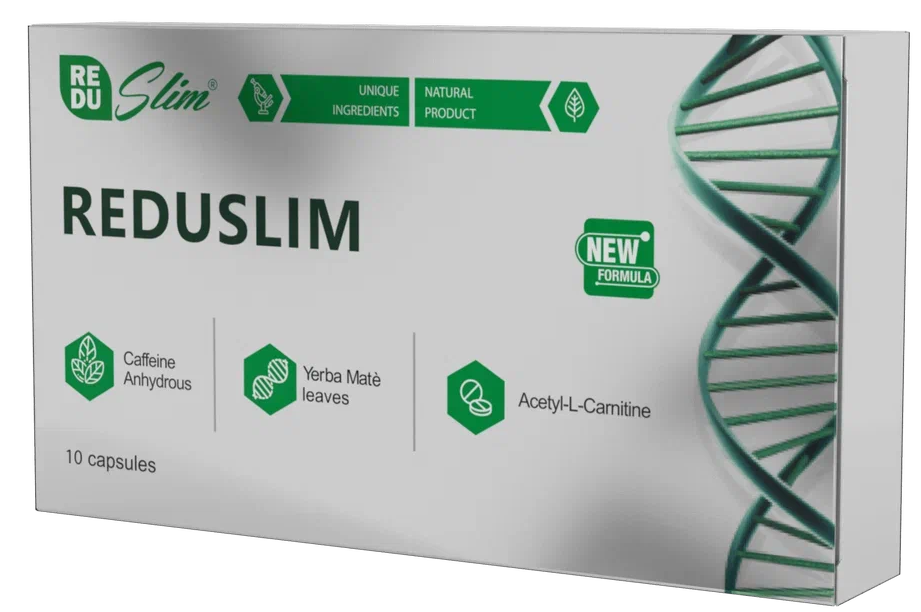 RE
DU
Slim®
UNIQUE
INGREDIENTS
NATURAL
PRODUCT
REDUSLIM
NEW
FORMULA
Caffeine
Anhydrous
Yerba Matè
leaves
Acetyl-L-Carnitine
10 capsules